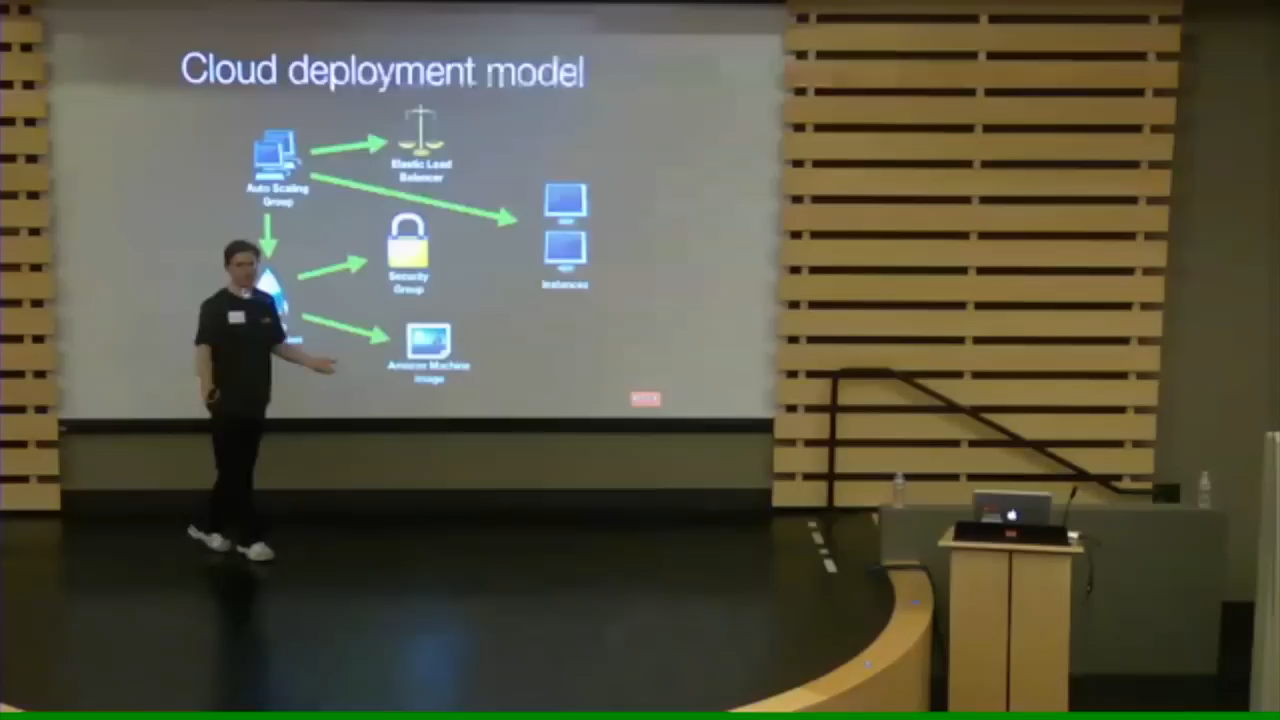 Cloud deployment model
Elastic Load
Balancer
Auto Scaling
Group
Security
Group
Instances
Amazon Machine
Image